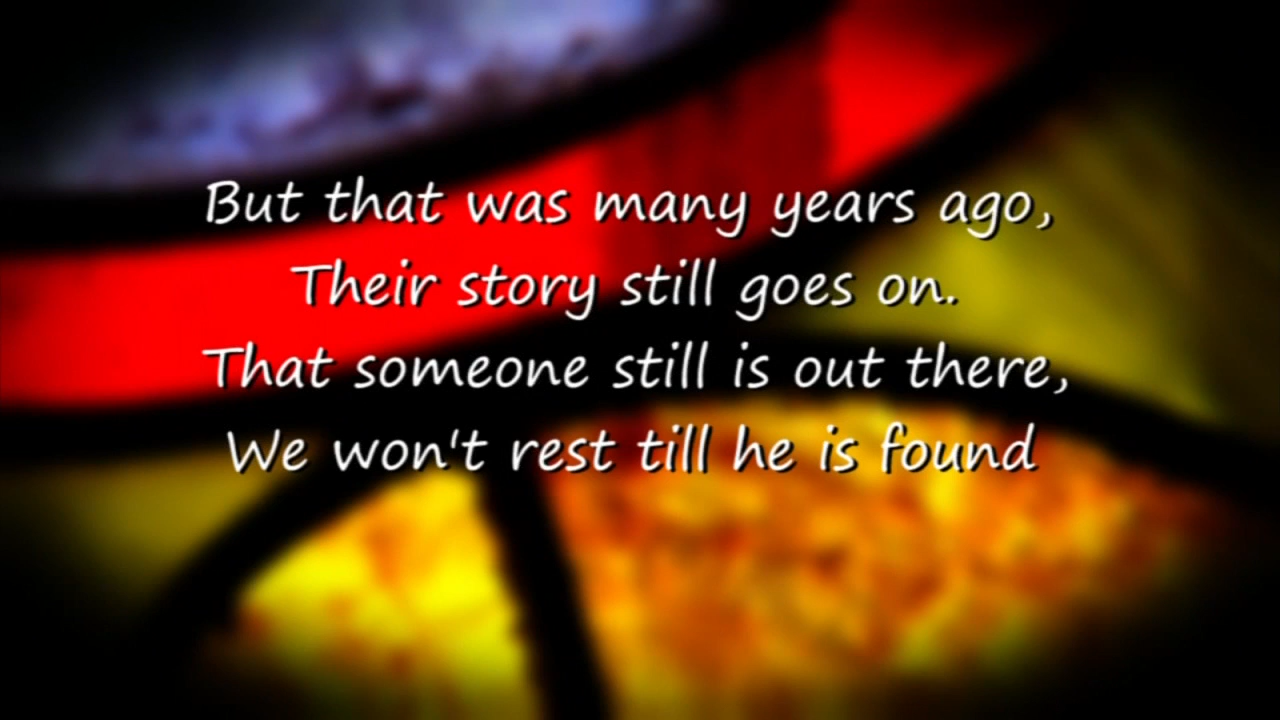 But that was many years ago,
Their story still goes on.
That someone still is out there,
We won't rest till he is found